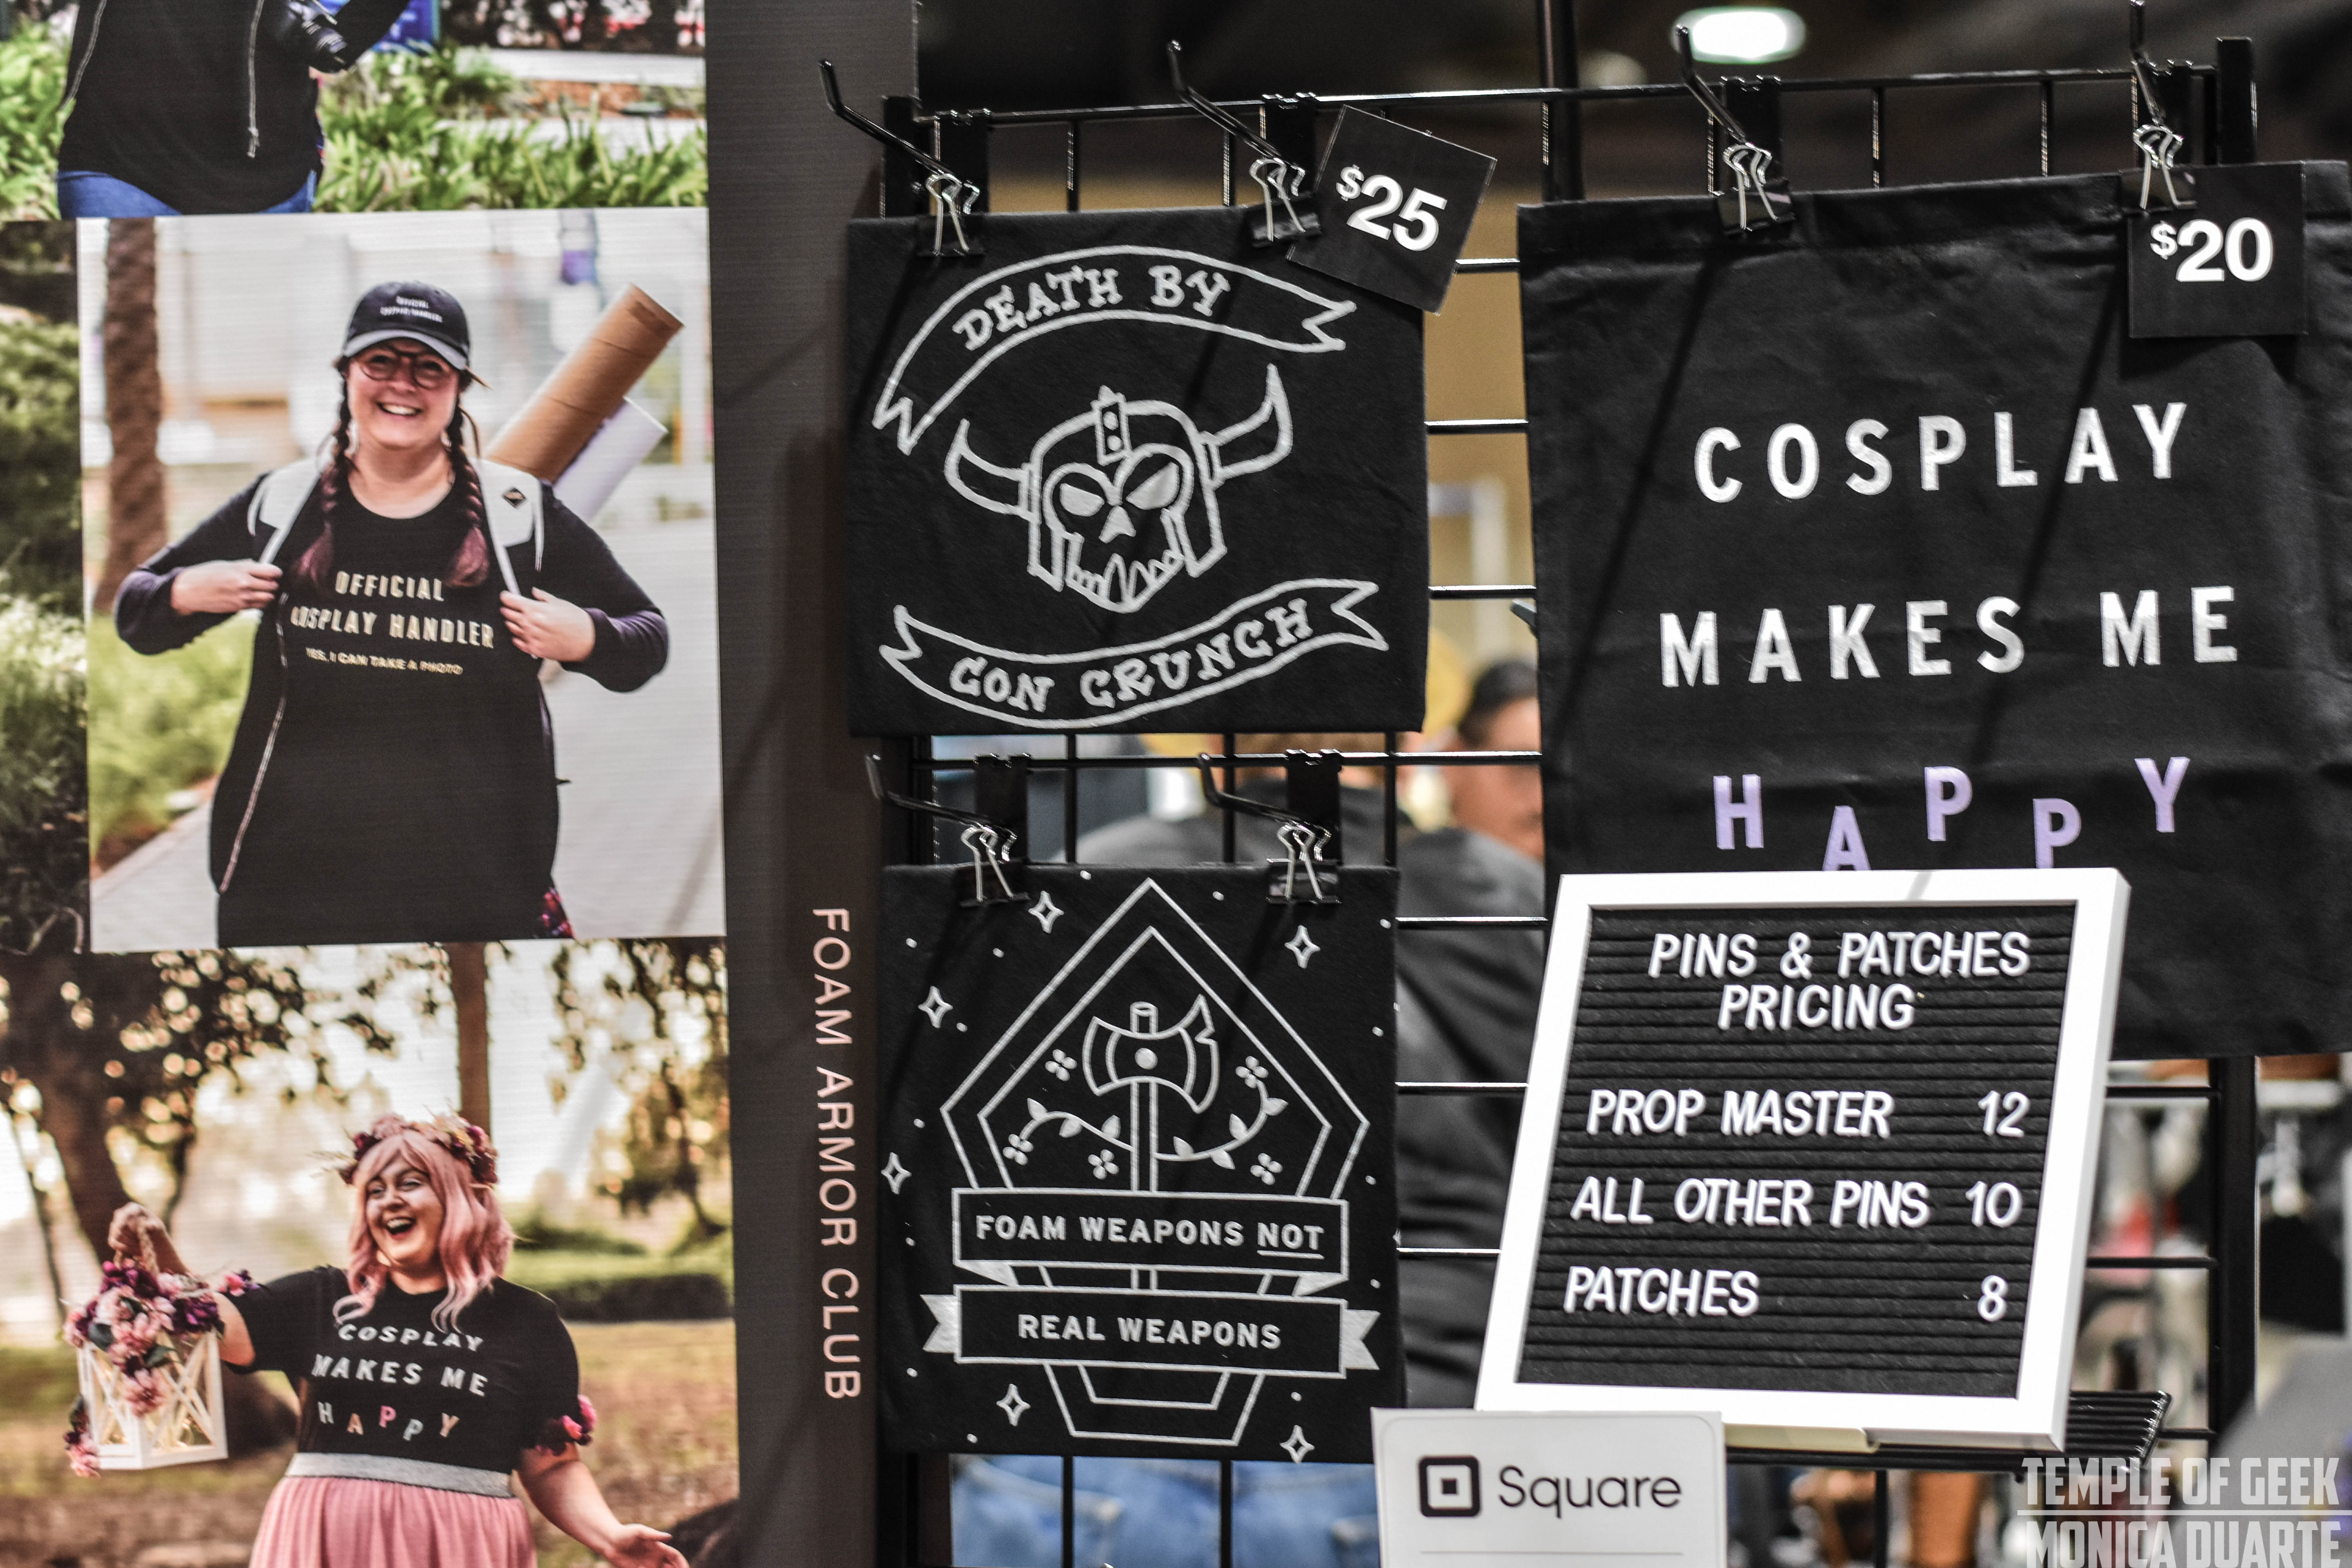 OFFICIAL
COSPLAY HANDLER
YES, I CAN TAKE A PHOTO
COSPLAY
MAKES ME
HAPPY
FOAM ARMOR CLUB
$25
DEATH BY
CON CRUNCH
FOAM WEAPONS NOT
REAL WEAPONS
$20
COSPLAY
MAKES ME
HAPPY
PINS & PATCHES
PRICING
PROP MASTER 12
ALL OTHER PINS 10
PATCHES 8
Square
TEMPLE OF GEEK
MONICA DUARTE